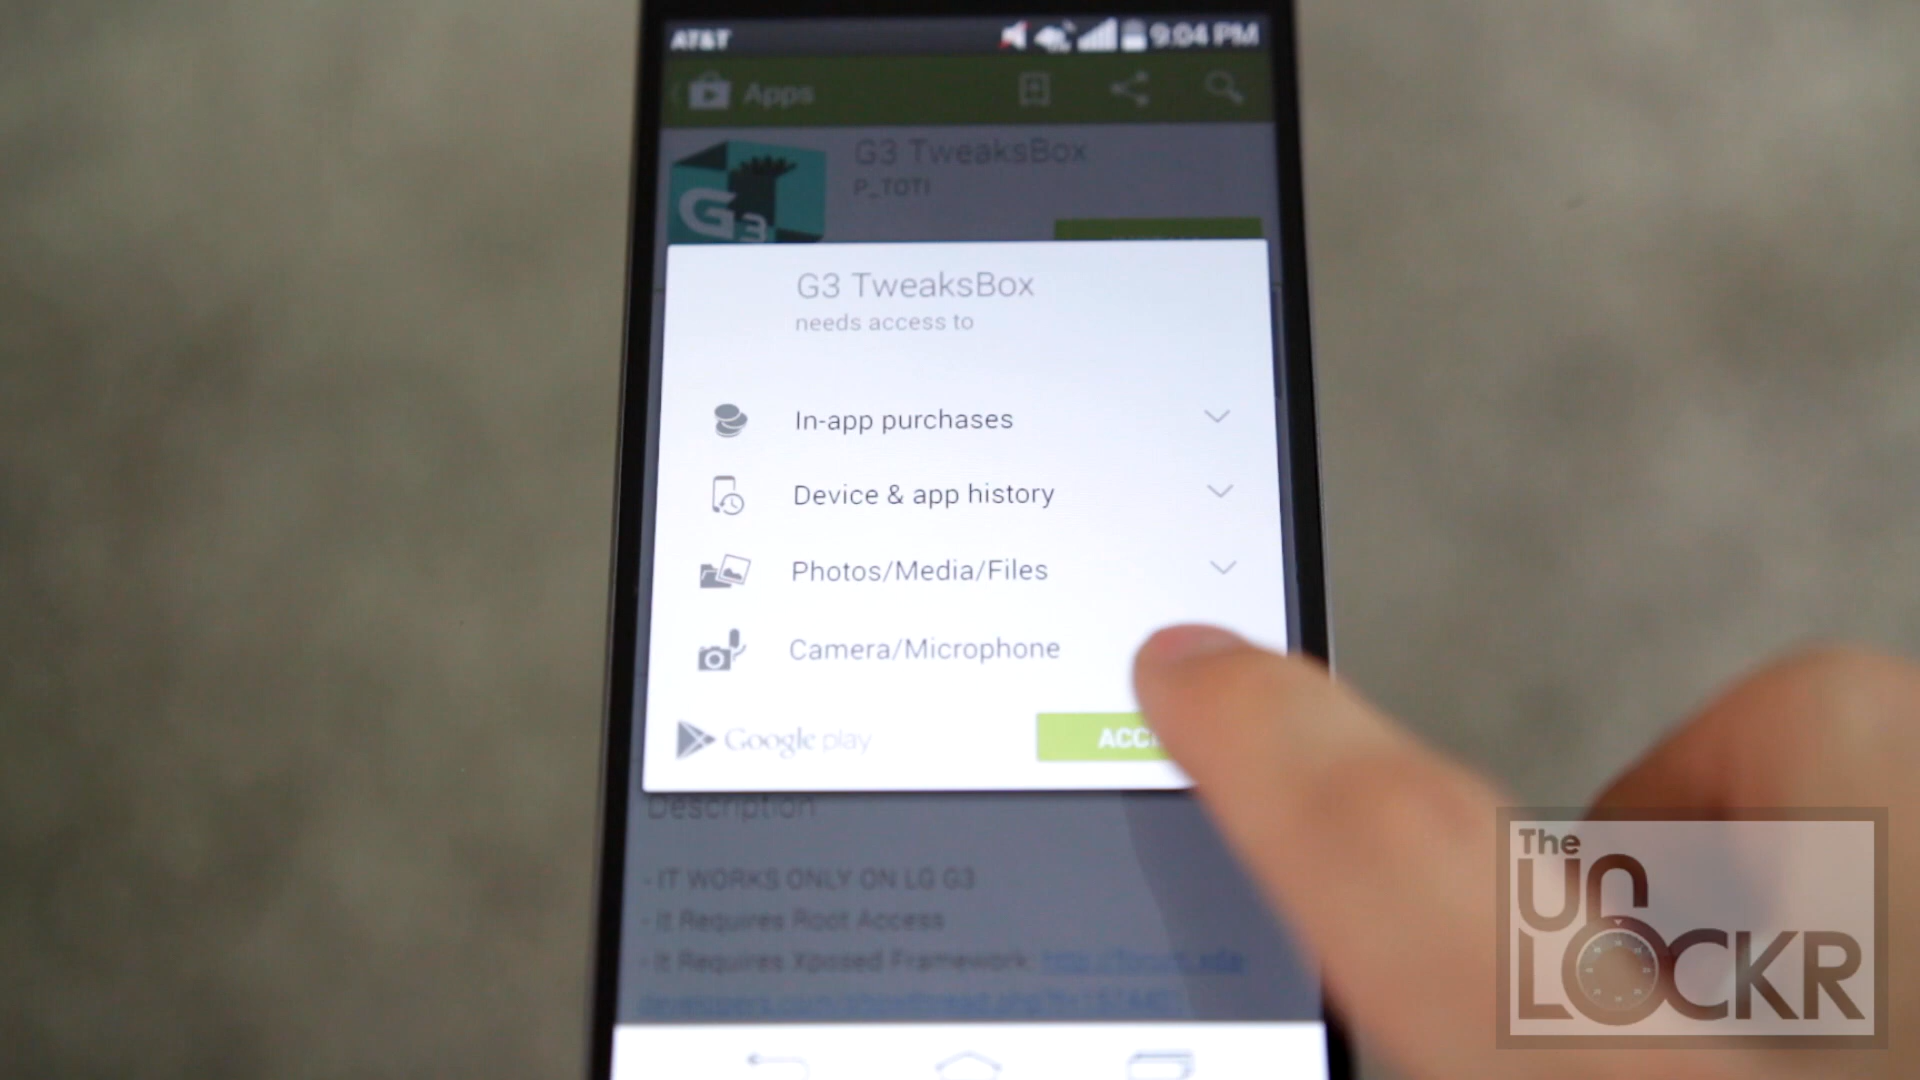 AT&T 9:04 PM
Apps
G3 TweaksBox
P_TOTI
G3
G3 TweaksBox
needs access to
In-app purchases
Device & app history
Photos/Media/Files
Camera/Microphone
Google play
Description
- IT WORKS ONLY ON LG G3
- It Requires Root Access
- It Requires Xposed Framework:
The
UN
LOCKR